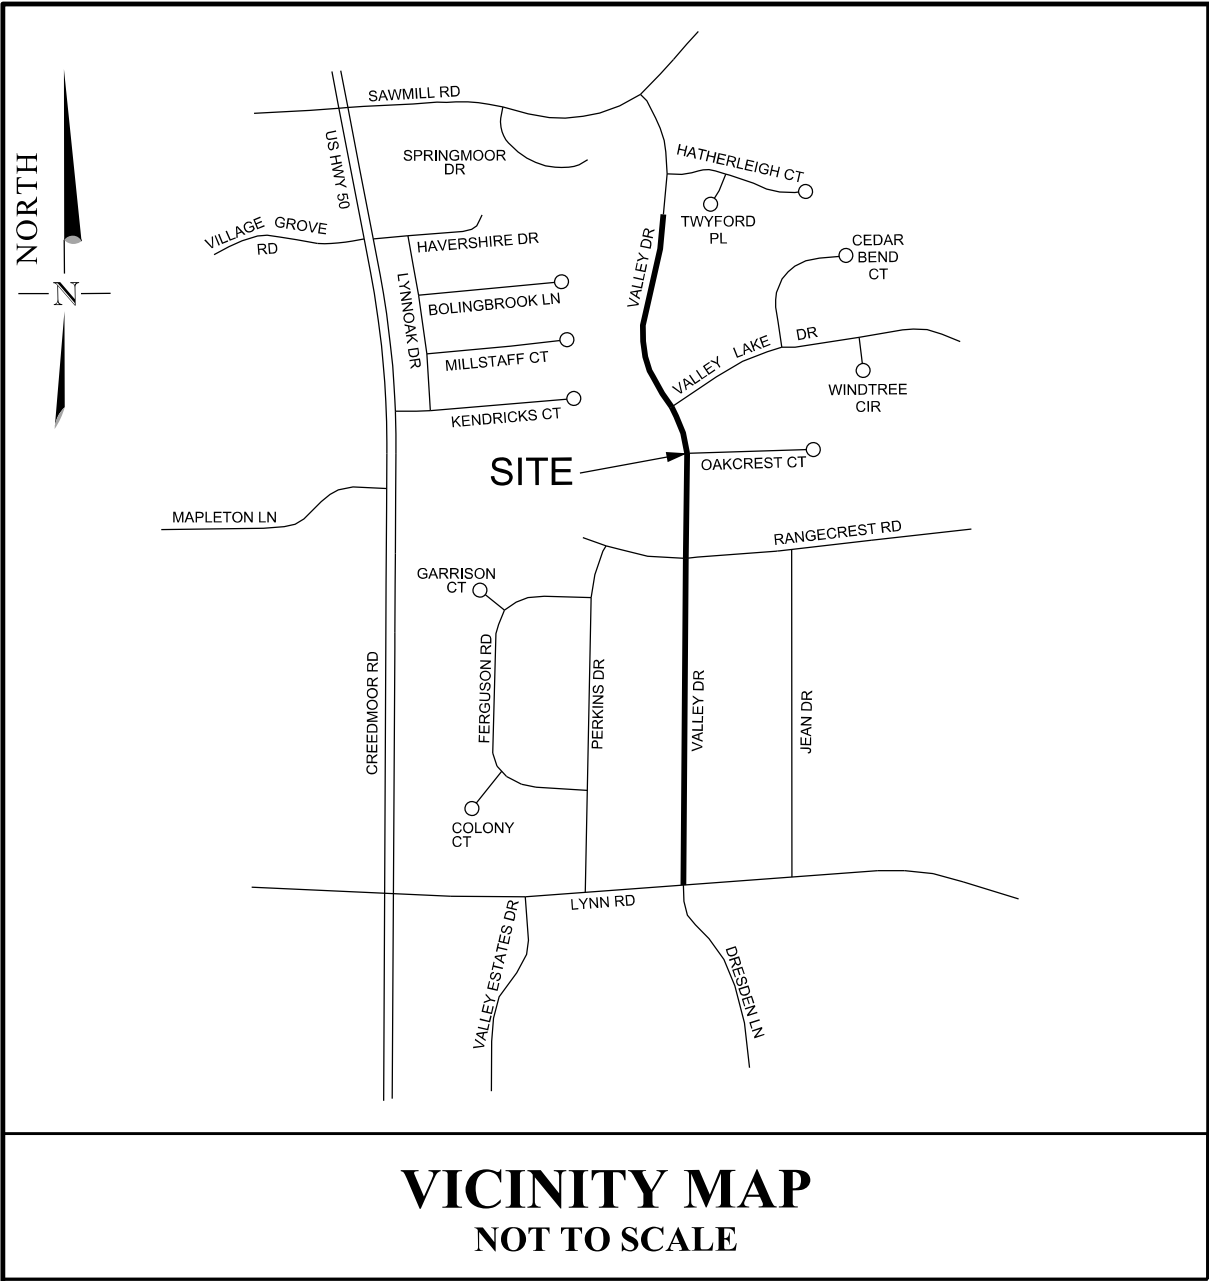 SAWMILL RD
US HWY 50
SPRINGMOOR
DR
HATHERLEIGH CT
TWYFORD
PL
NORTH
N
VILLAGE GROVE
RD
HAVERSHIRE DR
VALLEY DR
CEDAR
BEND
CT
LYNNOAK DR
BOLINGBROOK LN
MILLSTAFF CT
VALLEY LAKE DR
WINDTREE
CIR
KENDRICKS CT
SITE
OAKCREST CT
MAPLETON LN
RANGECREST RD
GARRISON
CT
CREEDMOOR RD
FERGUSON RD
PERKINS DR
VALLEY DR
JEAN DR
COLONY
CT
LYNN RD
VALLEY ESTATES DR
DRESDEN LN
VICINITY MAP
NOT TO SCALE